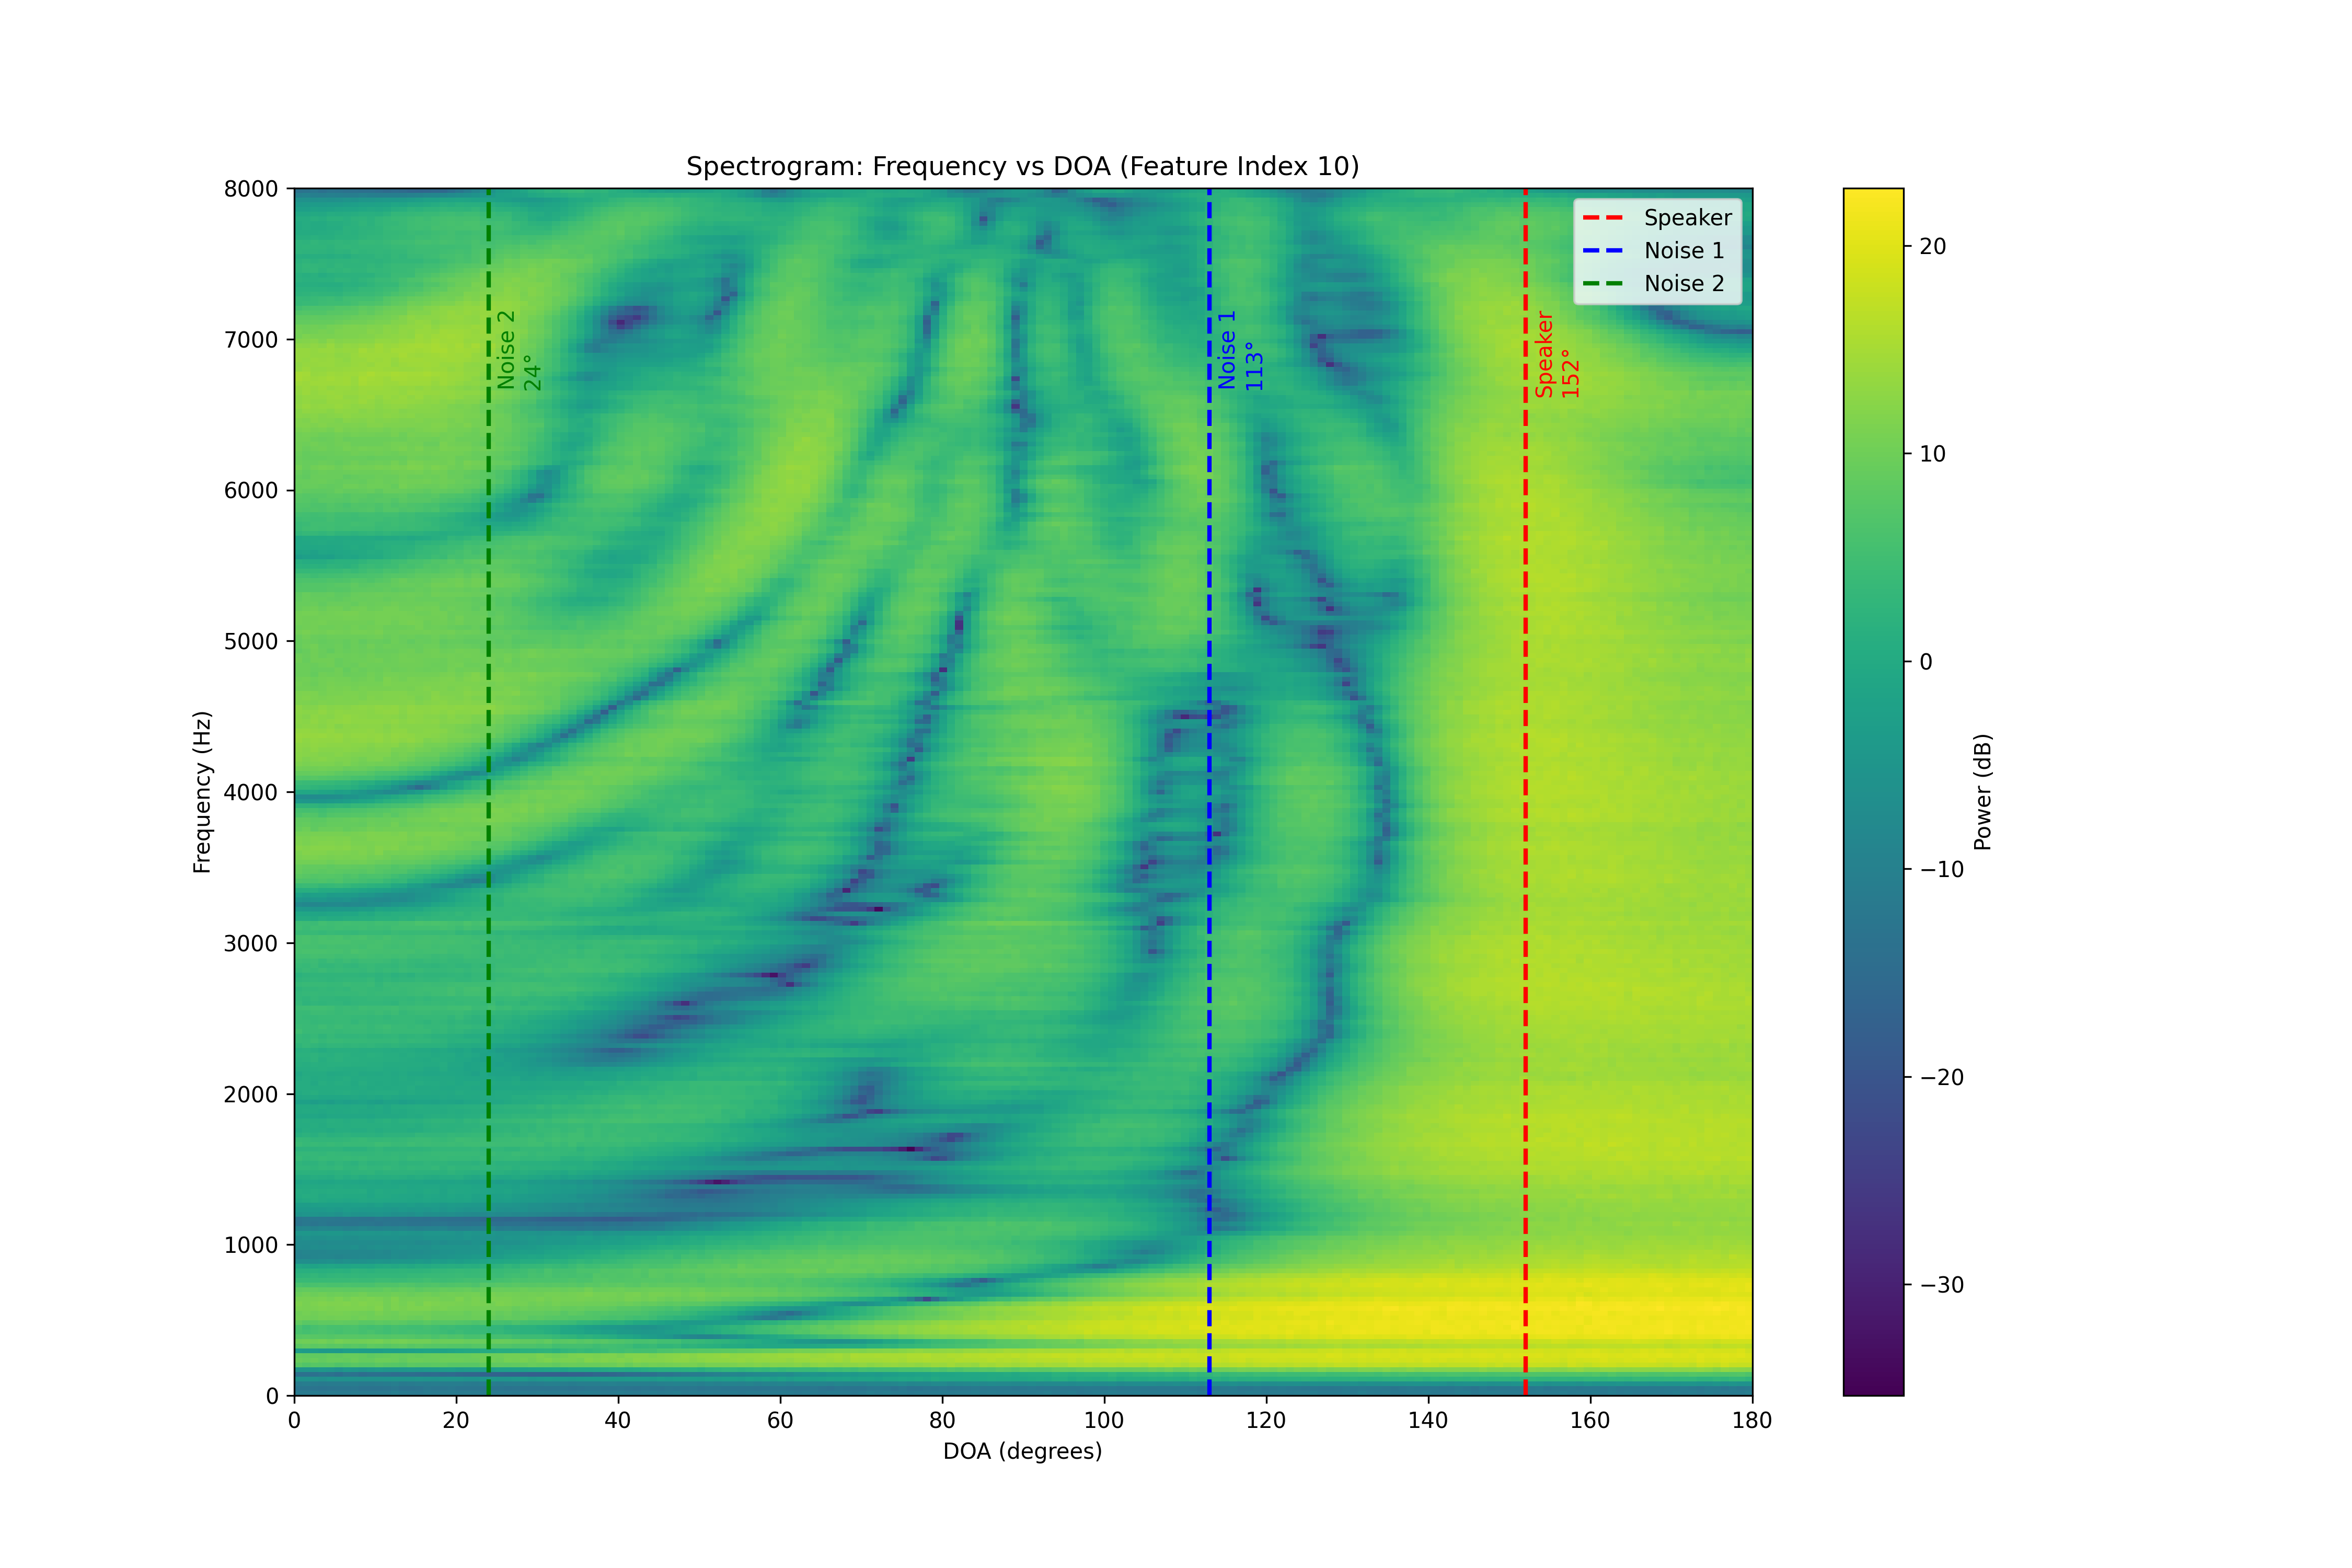 Spectrogram: Frequency vs DOA (Feature Index 10)
8000
7000
6000
5000
4000
3000
2000
1000
0
Frequency (Hz)
0
20
40
60
80
100
120
140
160
180
DOA (degrees)
Noise 2
24°
Noise 1
113°
Speaker
152°
Speaker
Noise 1
Noise 2
20
10
0
−10
−20
−30
Power (dB)